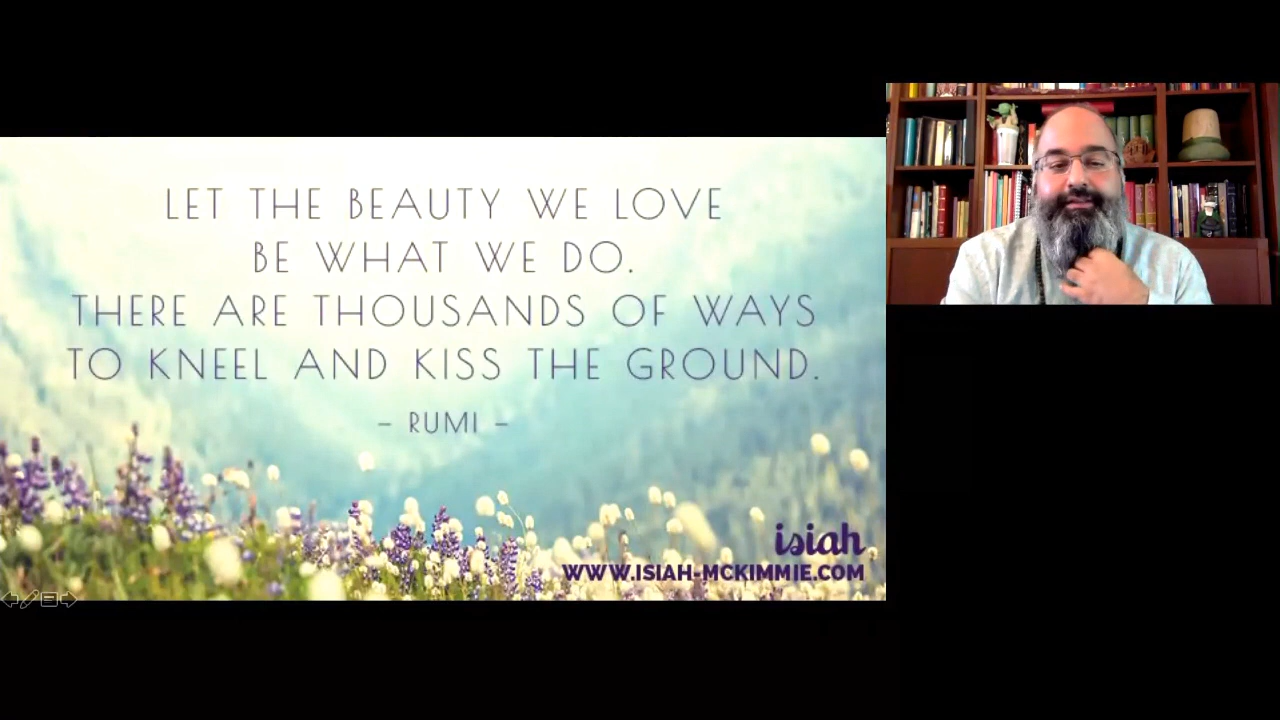 LET THE BEAUTY WE LOVE
BE WHAT WE DO.
THERE ARE THOUSANDS OF WAYS
TO KNEEL AND KISS THE GROUND.
– RUMI –
isiah
WWW.ISIAH-MCKIMMIE.COM